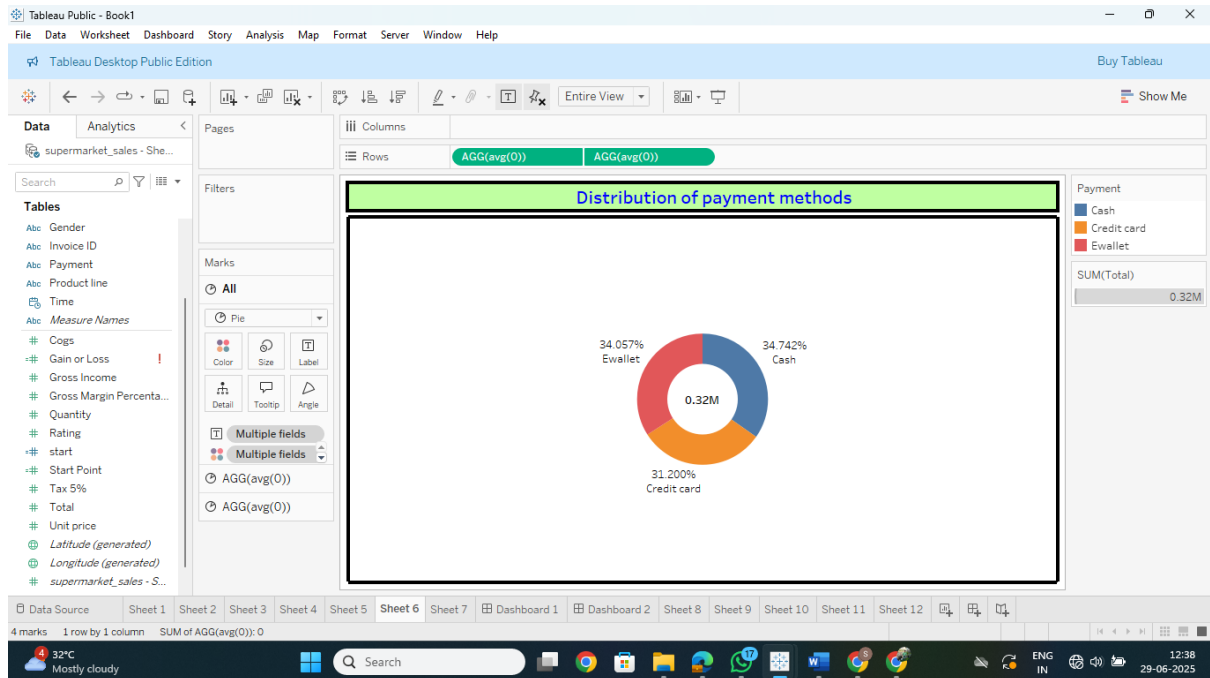 Tableau Public - Book1
File Data Worksheet Dashboard Story Analysis Map Format Server Window Help
Tableau Desktop Public Edition
Buy Tableau
Entire View
Show Me
Data Analytics
supermarket_sales - She...
Search
Tables
Abc Gender
Abc Invoice ID
Abc Payment
Abc Product line
Time
Abc Measure Names
# Cogs
=# Gain or Loss !
# Gross Income
# Gross Margin Percenta...
# Quantity
# Rating
=# start
=# Start Point
# Tax 5%
# Total
# Unit price
Latitude (generated)
Longitude (generated)
# supermarket_sales - S...
Pages
Filters
Marks
All
Pie
Color Size Label
Detail Tooltip Angle
Multiple fields
Multiple fields
AGG(avg(0))
AGG(avg(0))
Columns
Rows AGG(avg(0)) AGG(avg(0))
Distribution of payment methods
34.057%
Ewallet
34.742%
Cash
0.32M
31.200%
Credit card
Payment
Cash
Credit card
Ewallet
SUM(Total)
0.32M
Data Source Sheet 1 Sheet 2 Sheet 3 Sheet 4 Sheet 5 Sheet 6 Sheet 7 Dashboard 1 Dashboard 2 Sheet 8 Sheet 9 Sheet 10 Sheet 11 Sheet 12
4 marks 1 row by 1 column SUM of AGG(avg(0)): 0
4
32°C
Mostly cloudy
Search
17
S
ENG
IN
12:38
29-06-2025